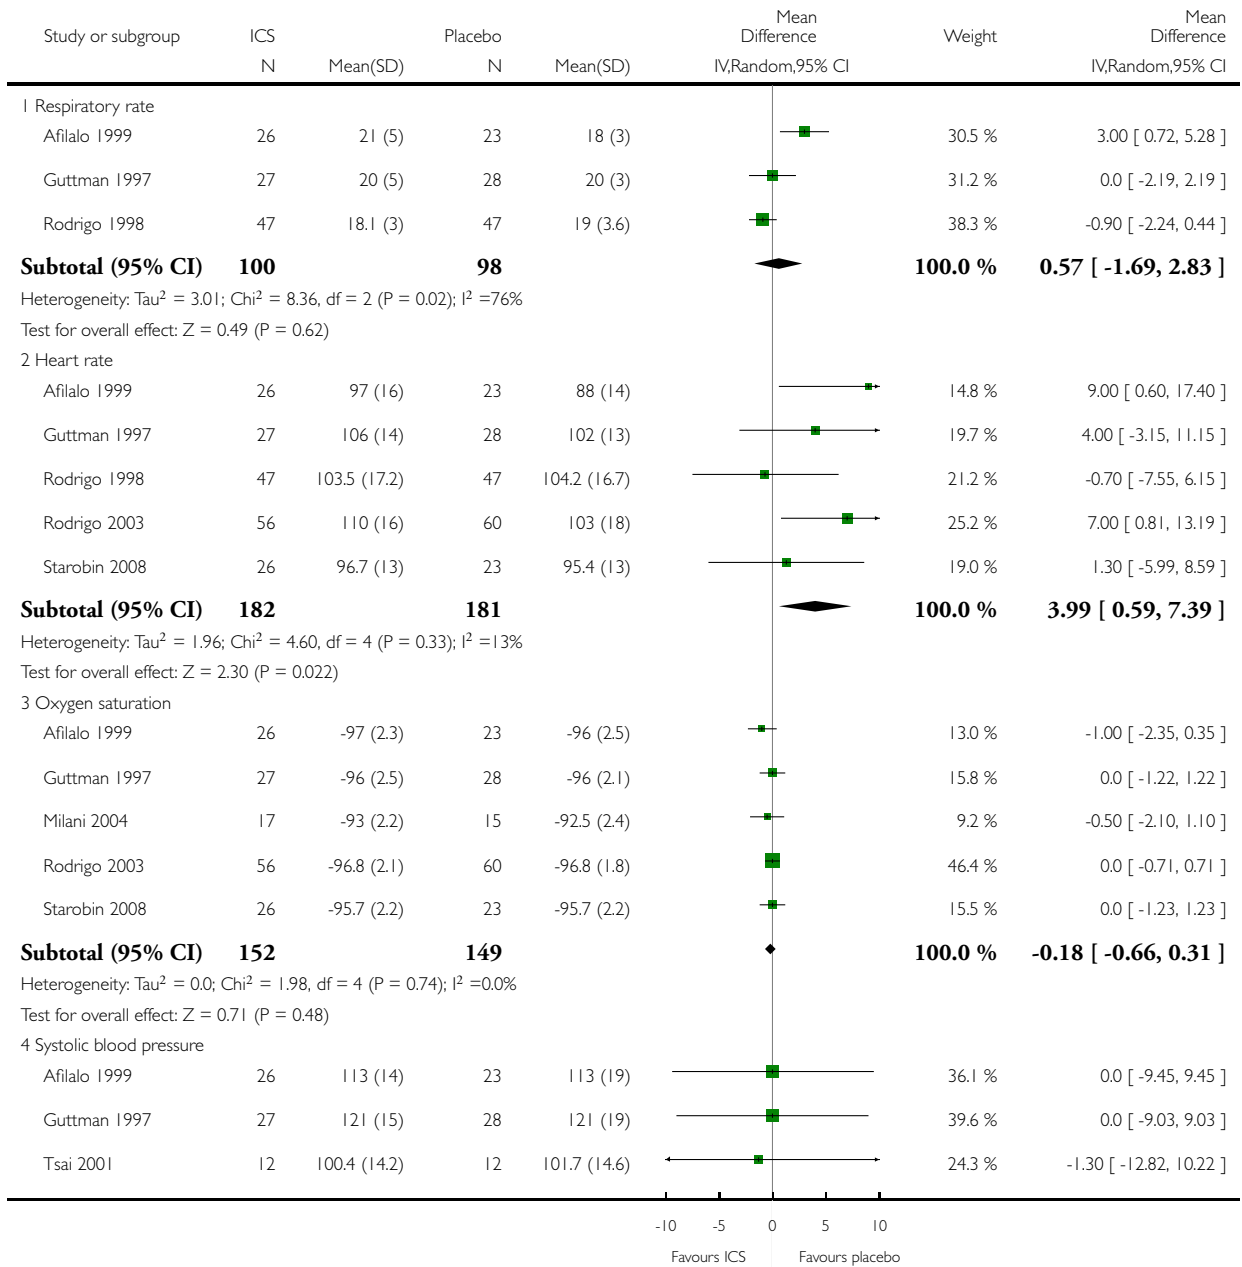 Mean Mean
Study or subgroup ICS Placebo Difference Weight Difference
N Mean(SD) N Mean(SD) IV,Random,95% CI IV,Random,95% CI
1 Respiratory rate
Afilalo 1999 26 21 (5) 23 18 (3) 30.5 % 3.00 [ 0.72, 5.28 ]
Guttman 1997 27 20 (5) 28 20 (3) 31.2 % 0.0 [ -2.19, 2.19 ]
Rodrigo 1998 47 18.1 (3) 47 19 (3.6) 38.3 % -0.90 [ -2.24, 0.44 ]
Subtotal (95% CI) 100 98 100.0 % 0.57 [ -1.69, 2.83 ]
Heterogeneity: Tau² = 3.01; Chi² = 8.36, df = 2 (P = 0.02); I² =76%
Test for overall effect: Z = 0.49 (P = 0.62)
2 Heart rate
Afilalo 1999 26 97 (16) 23 88 (14) 14.8 % 9.00 [ 0.60, 17.40 ]
Guttman 1997 27 106 (14) 28 102 (13) 19.7 % 4.00 [ -3.15, 11.15 ]
Rodrigo 1998 47 103.5 (17.2) 47 104.2 (16.7) 21.2 % -0.70 [ -7.55, 6.15 ]
Rodrigo 2003 56 110 (16) 60 103 (18) 25.2 % 7.00 [ 0.81, 13.19 ]
Starobin 2008 26 96.7 (13) 23 95.4 (13) 19.0 % 1.30 [ -5.99, 8.59 ]
Subtotal (95% CI) 182 181 100.0 % 3.99 [ 0.59, 7.39 ]
Heterogeneity: Tau² = 1.96; Chi² = 4.60, df = 4 (P = 0.33); I² =13%
Test for overall effect: Z = 2.30 (P = 0.022)
3 Oxygen saturation
Afilalo 1999 26 -97 (2.3) 23 -96 (2.5) 13.0 % -1.00 [ -2.35, 0.35 ]
Guttman 1997 27 -96 (2.5) 28 -96 (2.1) 15.8 % 0.0 [ -1.22, 1.22 ]
Milani 2004 17 -93 (2.2) 15 -92.5 (2.4) 9.2 % -0.50 [ -2.10, 1.10 ]
Rodrigo 2003 56 -96.8 (2.1) 60 -96.8 (1.8) 46.4 % 0.0 [ -0.71, 0.71 ]
Starobin 2008 26 -95.7 (2.2) 23 -95.7 (2.2) 15.5 % 0.0 [ -1.23, 1.23 ]
Subtotal (95% CI) 152 149 100.0 % -0.18 [ -0.66, 0.31 ]
Heterogeneity: Tau² = 0.0; Chi² = 1.98, df = 4 (P = 0.74); I² =0.0%
Test for overall effect: Z = 0.71 (P = 0.48)
4 Systolic blood pressure
Afilalo 1999 26 113 (14) 23 113 (19) 36.1 % 0.0 [ -9.45, 9.45 ]
Guttman 1997 27 121 (15) 28 121 (19) 39.6 % 0.0 [ -9.03, 9.03 ]
Tsai 2001 12 100.4 (14.2) 12 101.7 (14.6) 24.3 % -1.30 [ -12.82, 10.22 ]
-10 -5 0 5 10
Favours ICS Favours placebo